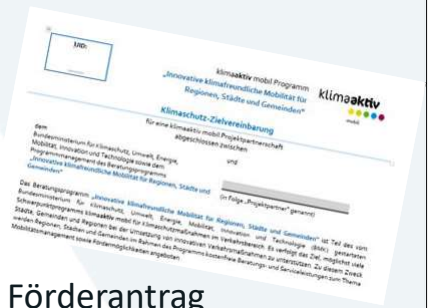 UID:
klimaaktiv mobil Programm
„Innovative klimafreundliche Mobilität für
Regionen, Städte und Gemeinden"
klimaaktiv
mobil
Klimaschutz-Zielvereinbarung
für eine klimaaktiv mobil Projektpartnerschaft
abgeschlossen zwischen
dem
Bundesministerium für Klimaschutz, Umwelt, Energie,
Mobilität, Innovation und Technologie sowie dem
Programmmanagement des Beratungsprogramms
„Innovative klimafreundliche Mobilität für Regionen, Städte und
Gemeinden"
und
(in Folge „Projektpartner" genannt)
Das Beratungsprogramm „Innovative klimafreundliche Mobilität für Regionen, Städte und Gemeinden" ist Teil des vom
Bundesministerium für Klimaschutz, Umwelt, Energie, Mobilität, Innovation und Technologie (BMK) gestarteten
Schwerpunktprogramms klimaaktiv mobil für Klimaschutzmaßnahmen im Verkehrsbereich. Es verfolgt das Ziel, möglichst viele
Städte, Gemeinden und Regionen bei der Umsetzung von innovativen Verkehrsmaßnahmen zu unterstützen. Zu diesem Zweck
werden Regionen, Städten und Gemeinden im Rahmen des Programms kostenfreie Beratungs- und Serviceleistungen zum Thema
Mobilitätsmanagement sowie Fördermöglichkeiten angeboten.
Förderantrag